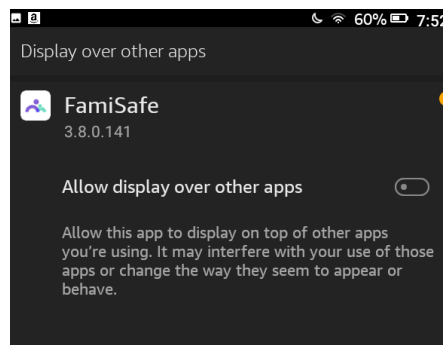 60% 7:52
Display over other apps
FamiSafe
3.8.0.141
Allow display over other apps
Allow this app to display on top of other apps
you're using. It may interfere with your use of those
apps or change the way they seem to appear or
behave.